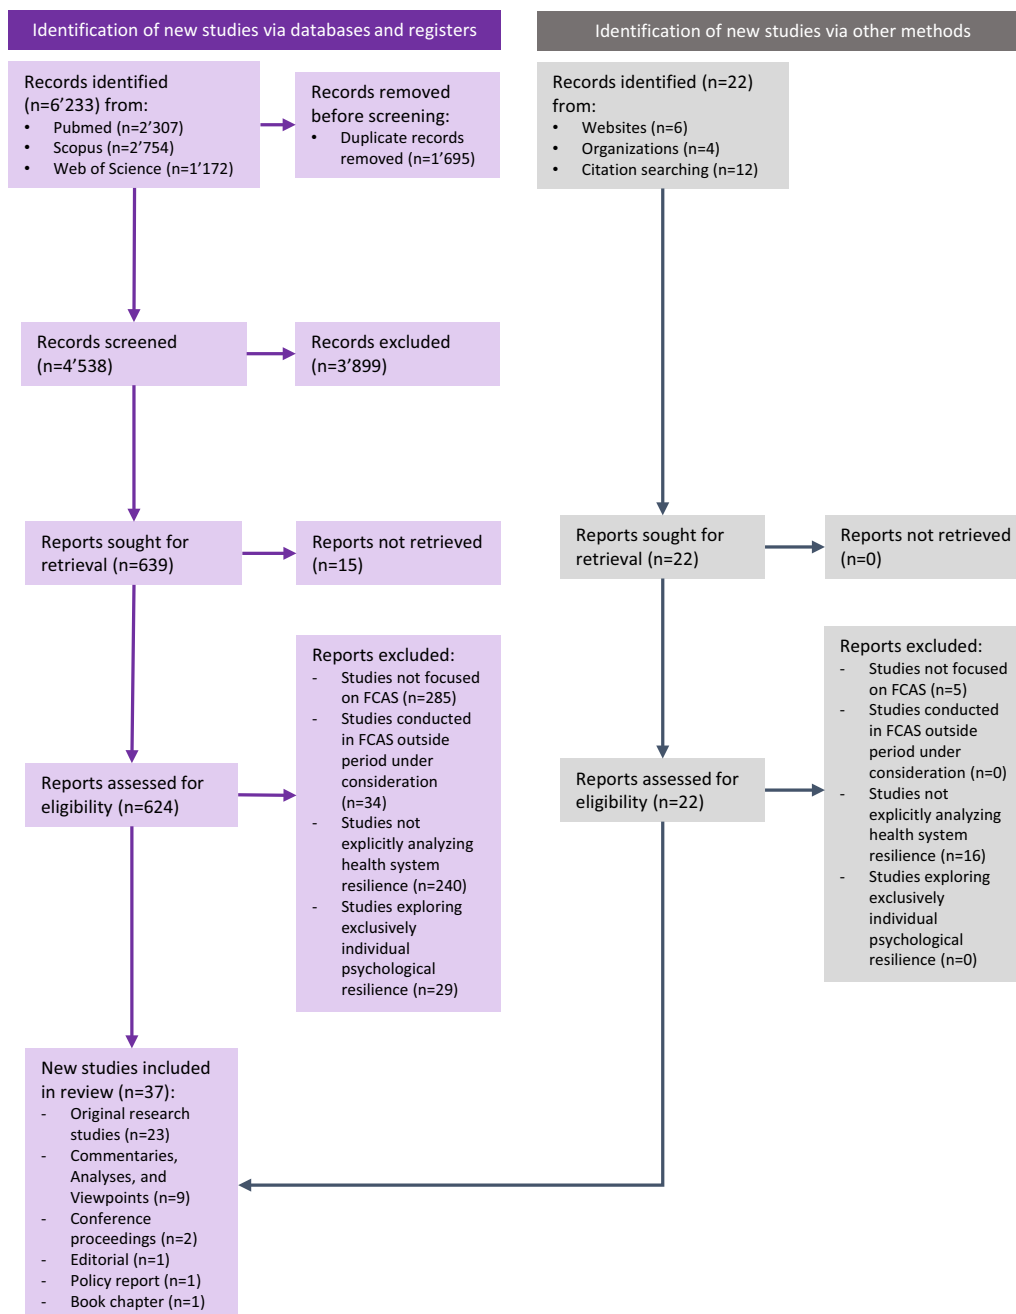 Identification of new studies via databases and registers
Records identified
(n=6’233) from:
• Pubmed (n=2’307)
• Scopus (n=2’754)
• Web of Science (n=1’172)
Records removed
before screening:
• Duplicate records
removed (n=1’695)
Records screened
(n=4’538)
Records excluded
(n=3’899)
Reports sought for
retrieval (n=639)
Reports not retrieved
(n=15)
Reports assessed for
eligibility (n=624)
Reports excluded:
- Studies not focused
on FCAS (n=285)
- Studies conducted
in FCAS outside
period under
consideration
(n=34)
- Studies not
explicitly analyzing
health system
resilience (n=240)
- Studies exploring
exclusively
individual
psychological
resilience (n=29)
New studies included
in review (n=37):
- Original research
studies (n=23)
- Commentaries,
Analyses, and
Viewpoints (n=9)
- Conference
proceedings (n=2)
- Editorial (n=1)
- Policy report (n=1)
- Book chapter (n=1)
Identification of new studies via other methods
Records identified (n=22)
from:
• Websites (n=6)
• Organizations (n=4)
• Citation searching (n=12)
Reports sought for
retrieval (n=22)
Reports not retrieved
(n=0)
Reports assessed for
eligibility (n=22)
Reports excluded:
- Studies not focused
on FCAS (n=5)
- Studies conducted
in FCAS outside
period under
consideration (n=0)
- Studies not
explicitly analyzing
health system
resilience (n=16)
- Studies exploring
exclusively
individual
psychological
resilience (n=0)